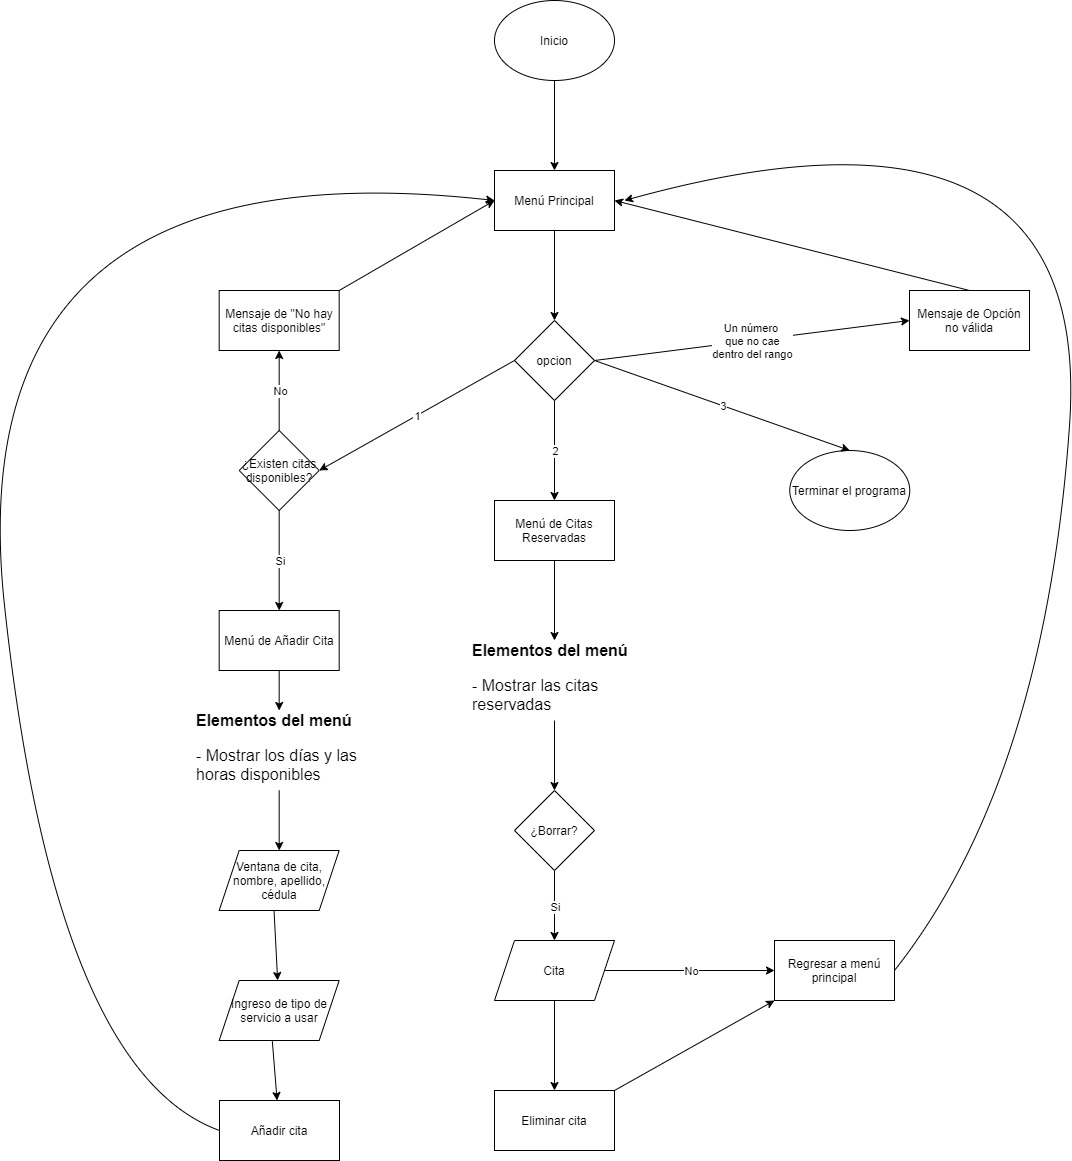 Inicio
Menú Principal
Mensaje de "No hay
citas disponibles"
Mensaje de Opción
no válida
Un número
que no cae
dentro del rango
opcion
No
1
3
2
¿Existen citas
disponibles?
Terminar el programa
Menú de Citas
Reservadas
Si
Menú de Añadir Cita
Elementos del menú
- Mostrar las citas
reservadas
Elementos del menú
- Mostrar los días y las
horas disponibles
¿Borrar?
Ventana de cita,
nombre, apellido,
cédula
Si
Cita
No
Regresar a menú
principal
Ingreso de tipo de
servicio a usar
Eliminar cita
Añadir cita